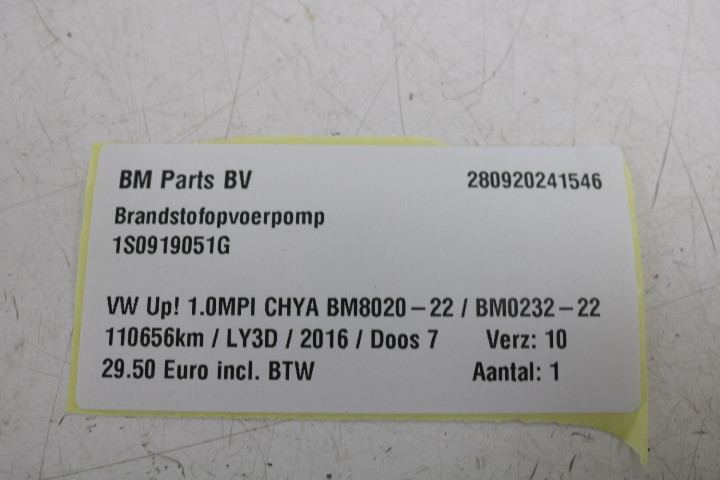 BM Parts BV 280920241546
Brandstofopvoerpomp
1S0919051G
VW Up! 1.0MPI CHYA BM8020-22 / BM0232-22
110656km / LY3D / 2016 / Doos 7 Verz: 10
29.50 Euro incl. BTW Aantal: 1